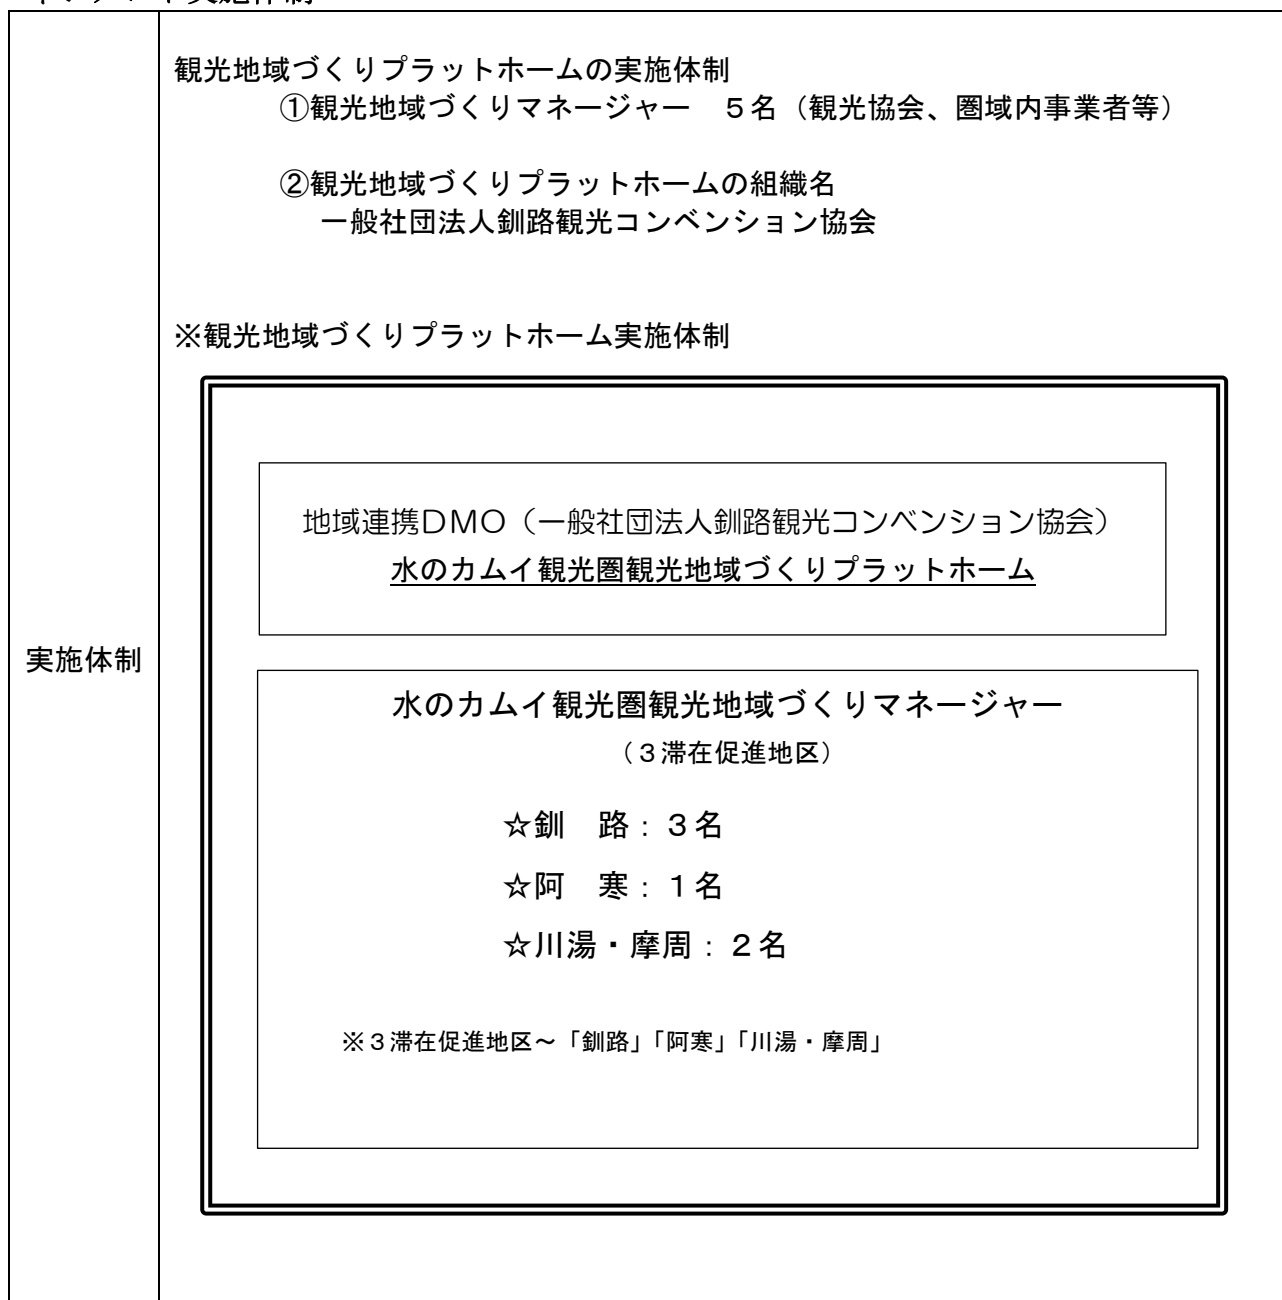 観光地域づくりプラットホームの実施体制
①観光地域づくりマネージャー　５名（観光協会、圏域内事業者等）
②観光地域づくりプラットホームの組織名
一般社団法人釧路観光コンベンション協会
※観光地域づくりプラットホーム実施体制
地域連携ＤＭＯ（一般社団法人釧路観光コンベンション協会）
水のカムイ観光圏観光地域づくりプラットホーム
実施体制
水のカムイ観光圏観光地域づくりマネージャー
（３滞在促進地区）
☆釧　路：３名
☆阿　寒：１名
☆川湯・摩周：２名
※３滞在促進地区～「釧路」「阿寒」「川湯・摩周」